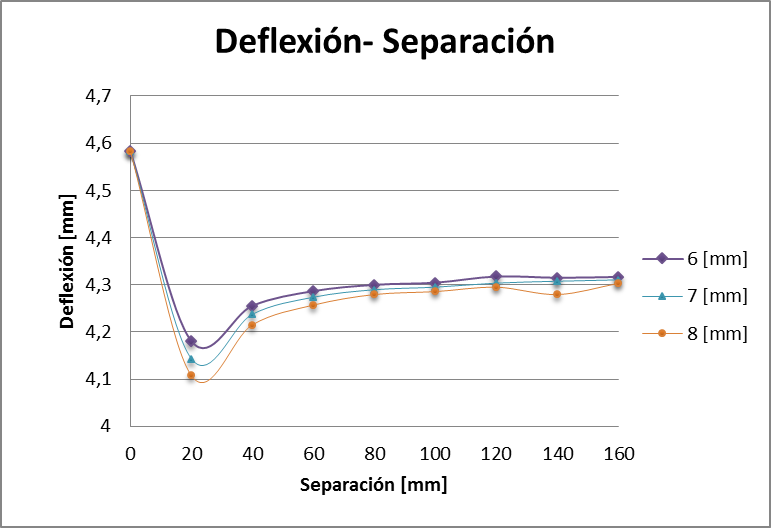 Deflexión- Separación
4,7
4,6
4,5
4,4
4,3
4,2
4,1
4
Deflexión [mm]
0 20 40 60 80 100 120 140 160
Separación [mm]
6 [mm]
7 [mm]
8 [mm]